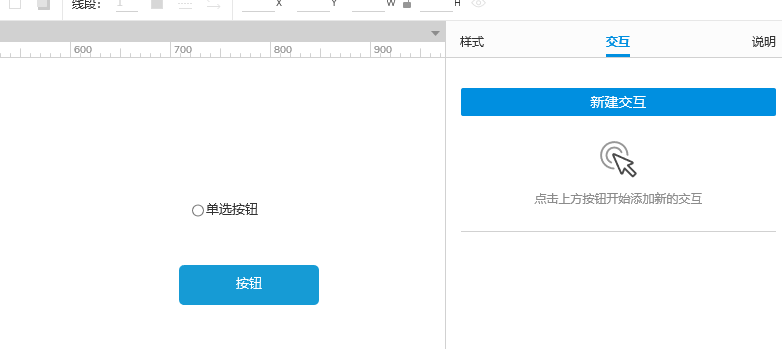 线段: X Y W H
样式 交互 说明
600 700 800 900
新建交互
点击上方按钮开始添加新的交互
单选按钮
按钮